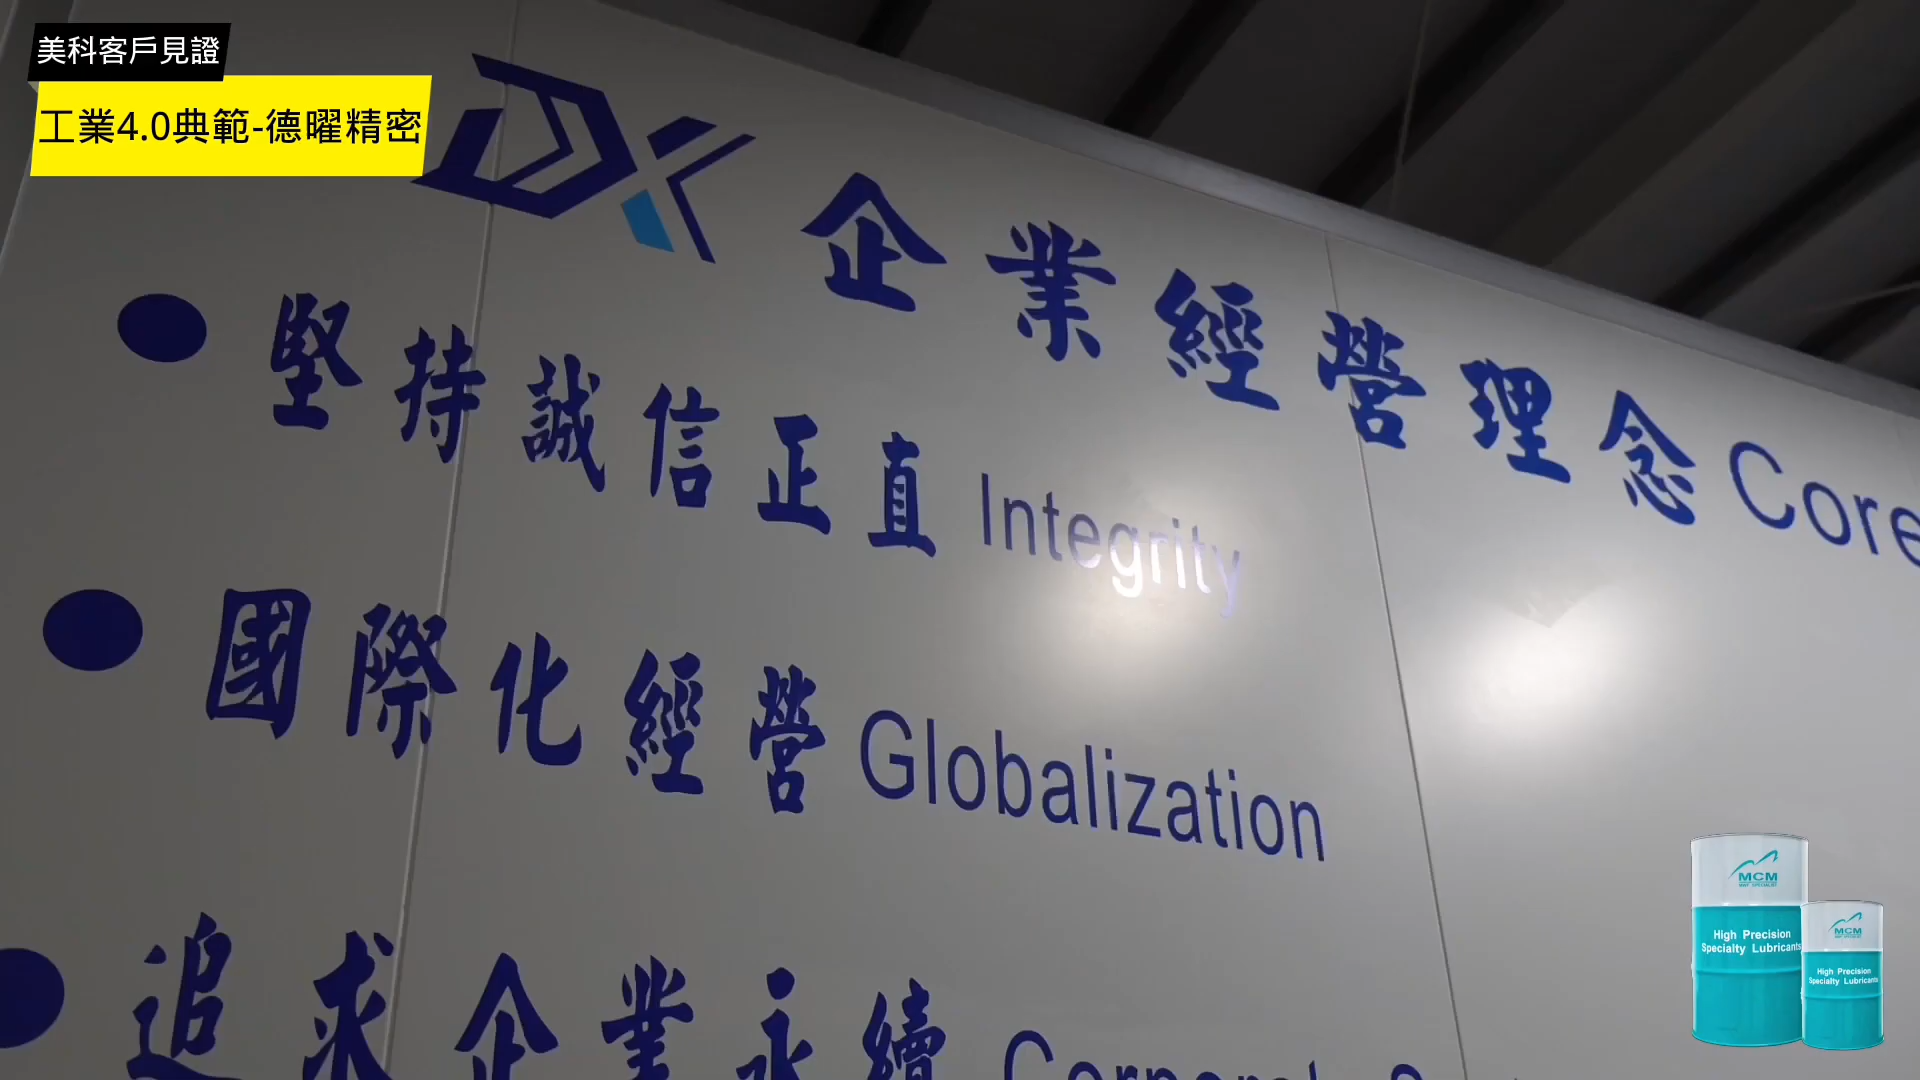 美科客戶見證
工業4.0典範-德曜精密
DX 企業經營理念 Core
堅持誠信正直 Integrity
國際化經營 Globalization
追求企業永續 Corporate
MCM
High Precision
Specialty Lubricants
MCM
High Precision
Specialty Lubricants